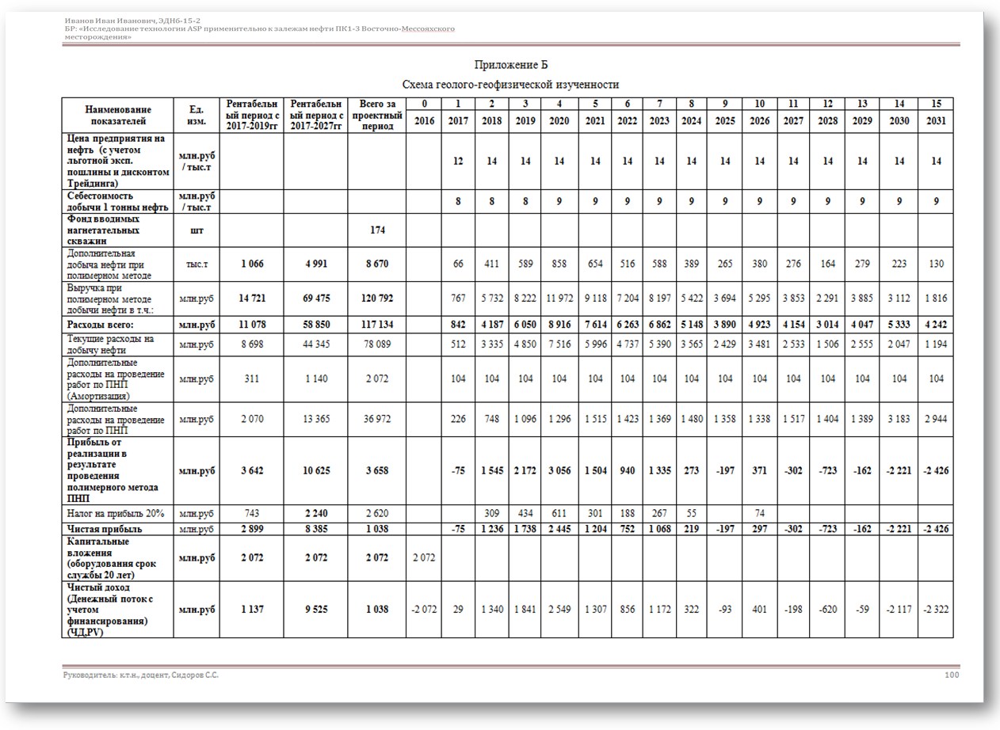 Иванов Иван Иванович, ЭДНб-15-2
БР: «Исследование технологии ASP применительно к залежам нефти ПК1-3 Восточно-Мессояхского
месторождения»
Приложение Б
Схема геолого-геофизической изученности
Наименование показателей | Ед. изм. | Рентабельн ый период с 2017-2019гг | Рентабельн ый период с 2017-2027гг | Всего за проектный период | 0 | 1 | 2 | 3 | 4 | 5 | 6 | 7 | 8 | 9 | 10 | 11 | 12 | 13 | 14 | 15
2016 | 2017 | 2018 | 2019 | 2020 | 2021 | 2022 | 2023 | 2024 | 2025 | 2026 | 2027 | 2028 | 2029 | 2030 | 2031
Цена предприятия на нефть (с учетом льготной эксп. пошлины и дисконтом Трейдинга) | млн.руб / тыс.т | 12 | 14 | 14 | 14 | 14 | 14 | 14 | 14 | 14 | 14 | 14 | 14 | 14 | 14 | 14
Себестоимость добычи 1 тонны нефть | млн.руб / тыс.т | 8 | 8 | 8 | 9 | 9 | 9 | 9 | 9 | 9 | 9 | 9 | 9 | 9 | 9 | 9
Фонд вводимых нагнетательных скважин | шт | 174
Дополнительная добыча нефти при полимерном методе | тыс.т | 1 066 | 4 991 | 8 670 | 66 | 411 | 589 | 858 | 654 | 516 | 588 | 389 | 265 | 380 | 276 | 164 | 279 | 223 | 130
Выручка при полимерном методе добычи нефти в т.ч.: | млн.руб | 14 721 | 69 475 | 120 792 | 767 | 5 732 | 8 222 | 11 972 | 9 118 | 7 204 | 8 197 | 5 422 | 3 694 | 5 295 | 3 853 | 2 291 | 3 885 | 3 112 | 1 816
Расходы всего: | млн.руб | 11 078 | 58 850 | 117 134 | 842 | 4 187 | 6 050 | 8 916 | 7 614 | 6 263 | 6 862 | 5 148 | 3 890 | 4 923 | 4 154 | 3 014 | 4 047 | 5 333 | 4 242
Текущие расходы на добычу нефти | млн.руб | 8 698 | 44 345 | 78 089 | 512 | 3 335 | 4 850 | 7 516 | 5 996 | 4 737 | 5 390 | 3 565 | 2 429 | 3 481 | 2 533 | 1 506 | 2 555 | 2 047 | 1 194
Дополнительные расходы на проведение работ по ПНП (Амортизация) | млн.руб | 311 | 1 140 | 2 072 | 104 | 104 | 104 | 104 | 104 | 104 | 104 | 104 | 104 | 104 | 104 | 104 | 104 | 104 | 104
Дополнительные расходы на проведение работ по ПНП | млн.руб | 2 070 | 13 365 | 36 972 | 226 | 748 | 1 096 | 1 296 | 1 515 | 1 423 | 1 369 | 1 480 | 1 358 | 1 338 | 1 517 | 1 404 | 1 389 | 3 183 | 2 944
Прибыль от реализации в результате проведения полимерного метода ПНП | млн.руб | 3 642 | 10 625 | 3 658 | -75 | 1 545 | 2 172 | 3 056 | 1 504 | 940 | 1 335 | 273 | -197 | 371 | -302 | -723 | -162 | -2 221 | -2 426
Налог на прибыль 20% | млн.руб | 743 | 2 240 | 2 620 | 309 | 434 | 611 | 301 | 188 | 267 | 55 | 74
Чистая прибыль | млн.руб | 2 899 | 8 385 | 1 038 | -75 | 1 236 | 1 738 | 2 445 | 1 204 | 752 | 1 068 | 219 | -197 | 297 | -302 | -723 | -162 | -2 221 | -2 426
Капитальные вложения (оборудования срок службы 20 лет) | млн.руб | 2 072 | 2 072 | 2 072 | 2 072
Чистый доход (Денежный поток с учетом финансирования) (ЧД,PV) | млн.руб | 1 137 | 9 525 | 1 038 | -2 072 | 29 | 1 340 | 1 841 | 2 549 | 1 307 | 856 | 1 172 | 322 | -93 | 401 | -198 | -620 | -59 | -2 117 | -2 322
Руководитель: к.т.н., доцент, Сидоров С.С.
100